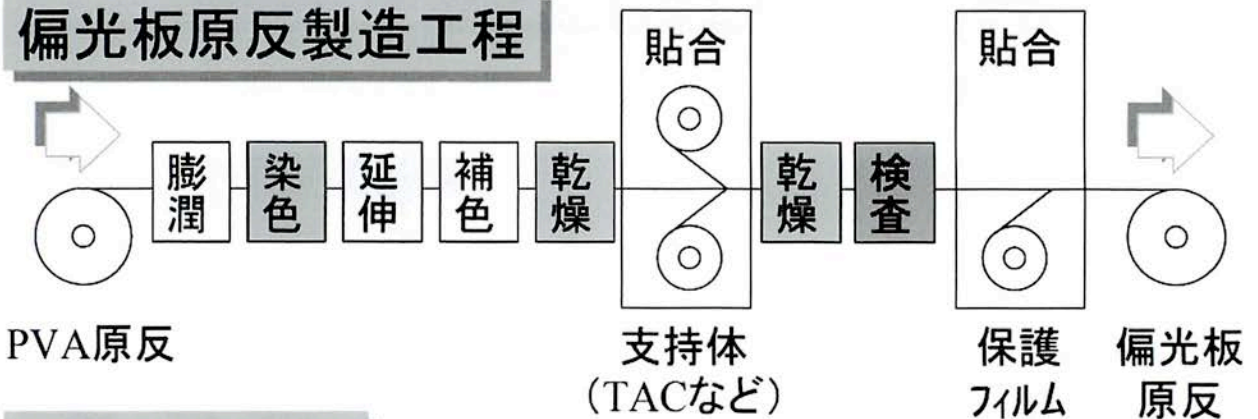 偏光板原反製造工程
貼合
貼合
膨潤
染色
延伸
補色
乾燥
乾燥
検査
PVA原反
支持体
(TACなど)
保護
フィルム
偏光板
原反